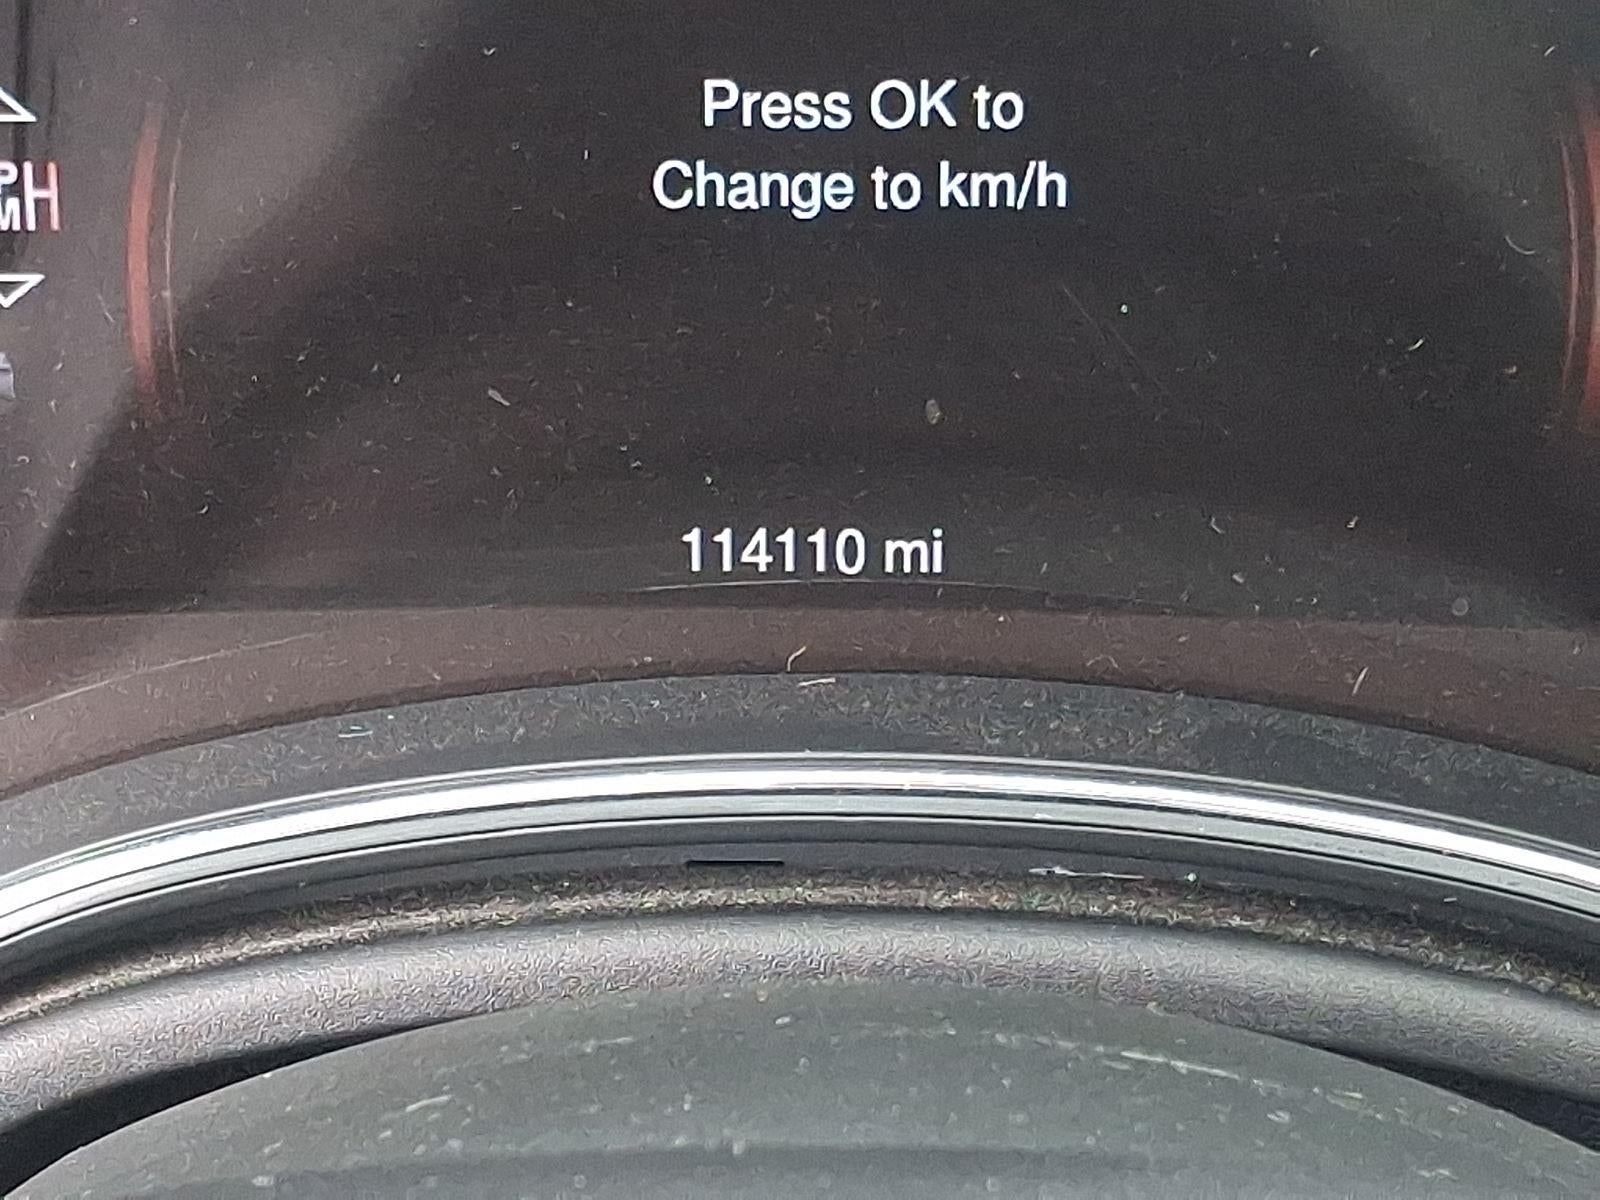 Press OK to
Change to km/h
114110 mi